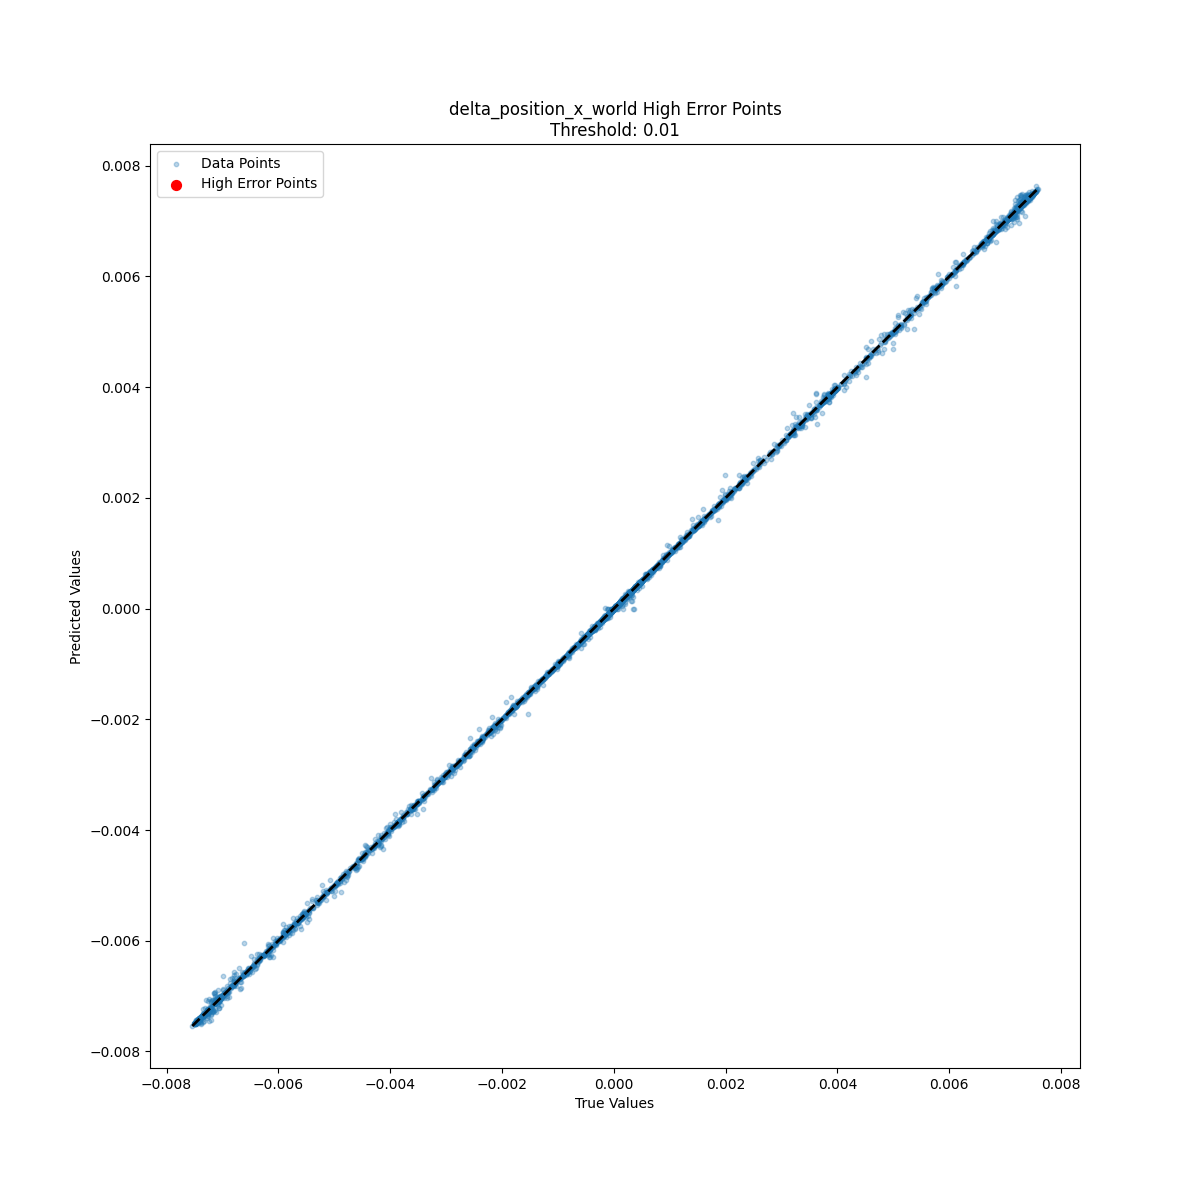 delta_position_x_world High Error Points
Threshold: 0.01
Data Points
High Error Points
0.008
0.006
0.004
0.002
0.000
−0.002
−0.004
−0.006
−0.008
Predicted Values
−0.008 −0.006 −0.004 −0.002 0.000 0.002 0.004 0.006 0.008
True Values